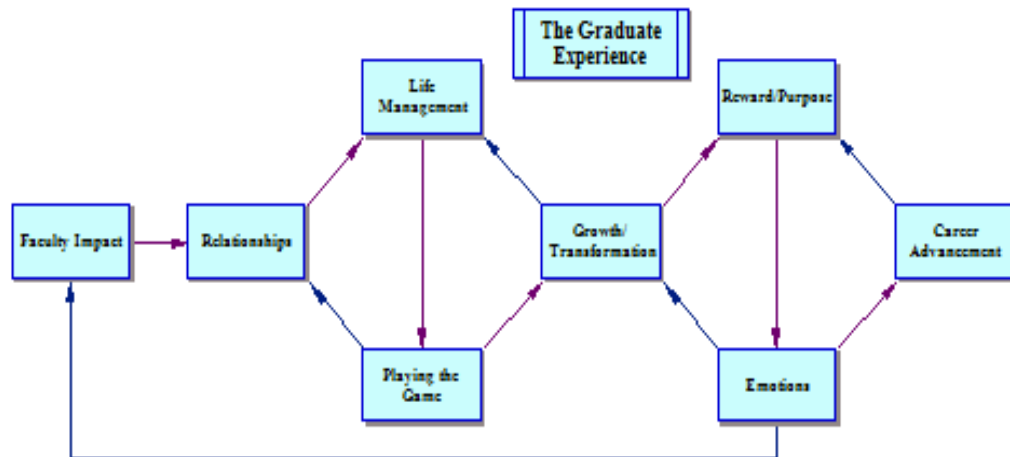 The Graduate
Experience
Life
Management
Reward/Purpose
Faculty Impact
Relationships
Growth/
Transformation
Career
Advancement
Playing the
Game
Emotions